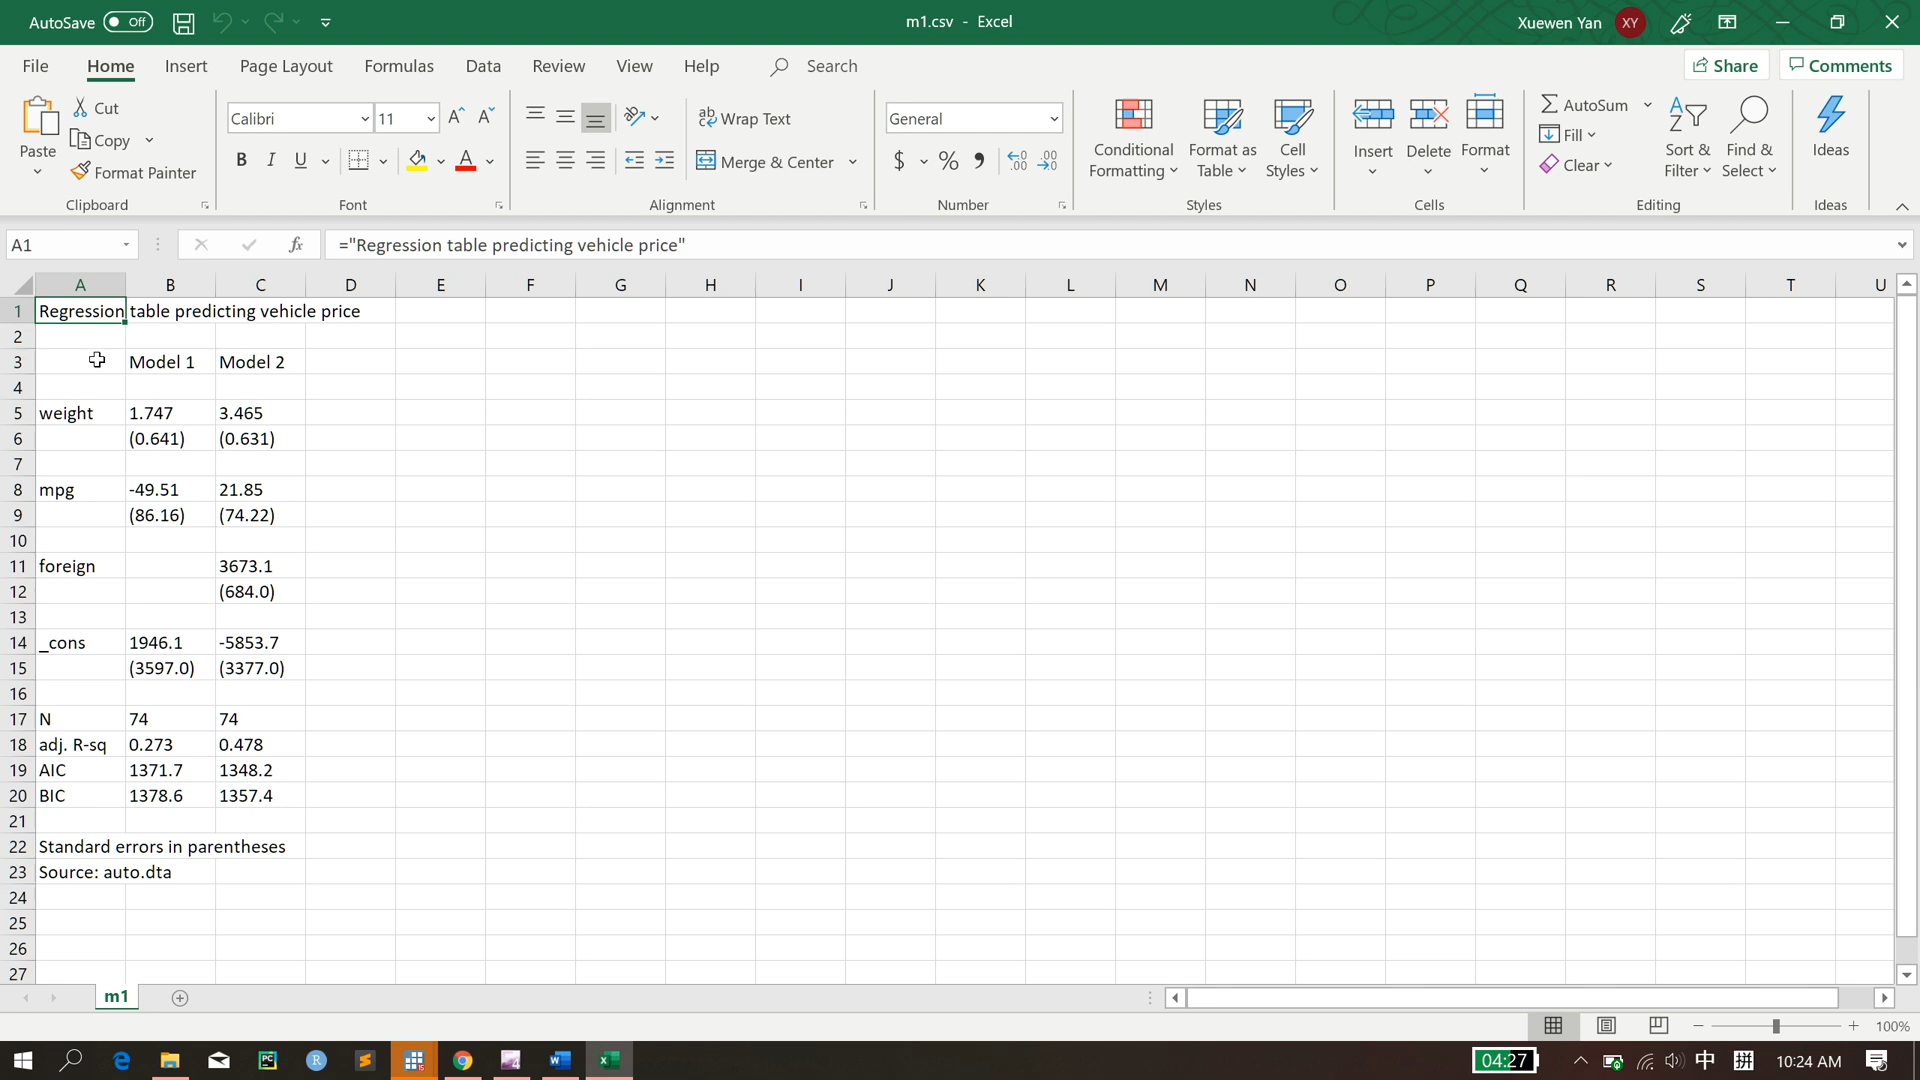 AutoSave Off m1.csv - Excel Xuewen Yan XY
File Home Insert Page Layout Formulas Data Review View Help Search Share Comments
Paste
Cut
Copy
Format Painter
Clipboard
Calibri 11
B I U
Font
Wrap Text
Merge & Center
Alignment
General
$ % 9
Number
Conditional
Formatting
Format as
Table
Cell
Styles
Styles
Insert
Delete
Format
Cells
AutoSum
Fill
Clear
Sort &
Filter
Find &
Select
Editing
Ideas
Ideas
A1 fx ="Regression table predicting vehicle price"
A B C D E F G H I J K L M N O P Q R S T U
1 Regression table predicting vehicle price
2
3 Model 1 Model 2
4
5 weight 1.747 3.465
6 (0.641) (0.631)
7
8 mpg -49.51 21.85
9 (86.16) (74.22)
10
11 foreign 3673.1
12 (684.0)
13
14 _cons 1946.1 -5853.7
15 (3597.0) (3377.0)
16
17 N 74 74
18 adj. R-sq 0.273 0.478
19 AIC 1371.7 1348.2
20 BIC 1378.6 1357.4
21
22 Standard errors in parentheses
23 Source: auto.dta
24
25
26
27
m1
100%
04:27 中 拼 10:24 AM